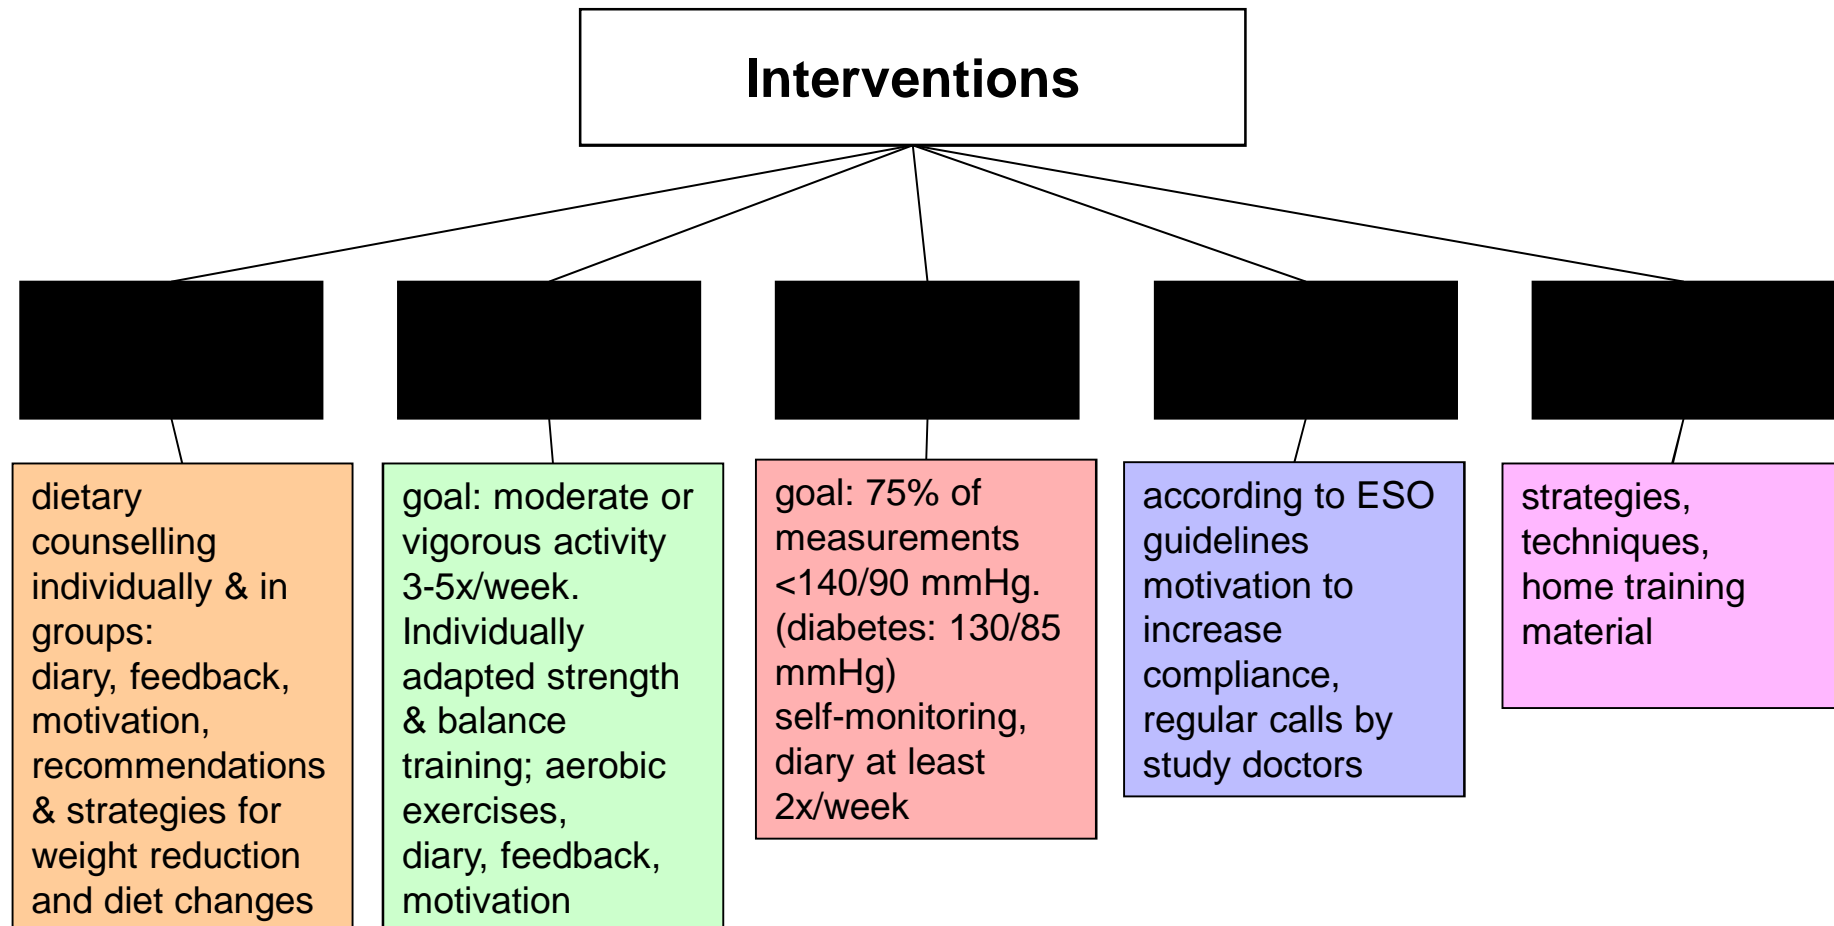 Interventions
dietary
counselling
individually & in
groups:
diary, feedback,
motivation,
recommendations
& strategies for
weight reduction
and diet changes
goal: moderate or
vigorous activity
3-5x/week.
Individually
adapted strength
& balance
training; aerobic
exercises,
diary, feedback,
motivation
goal: 75% of
measurements
<140/90 mmHg.
(diabetes: 130/85
mmHg)
self-monitoring,
diary at least
2x/week
according to ESO
guidelines
motivation to
increase
compliance,
regular calls by
study doctors
strategies,
techniques,
home training
material